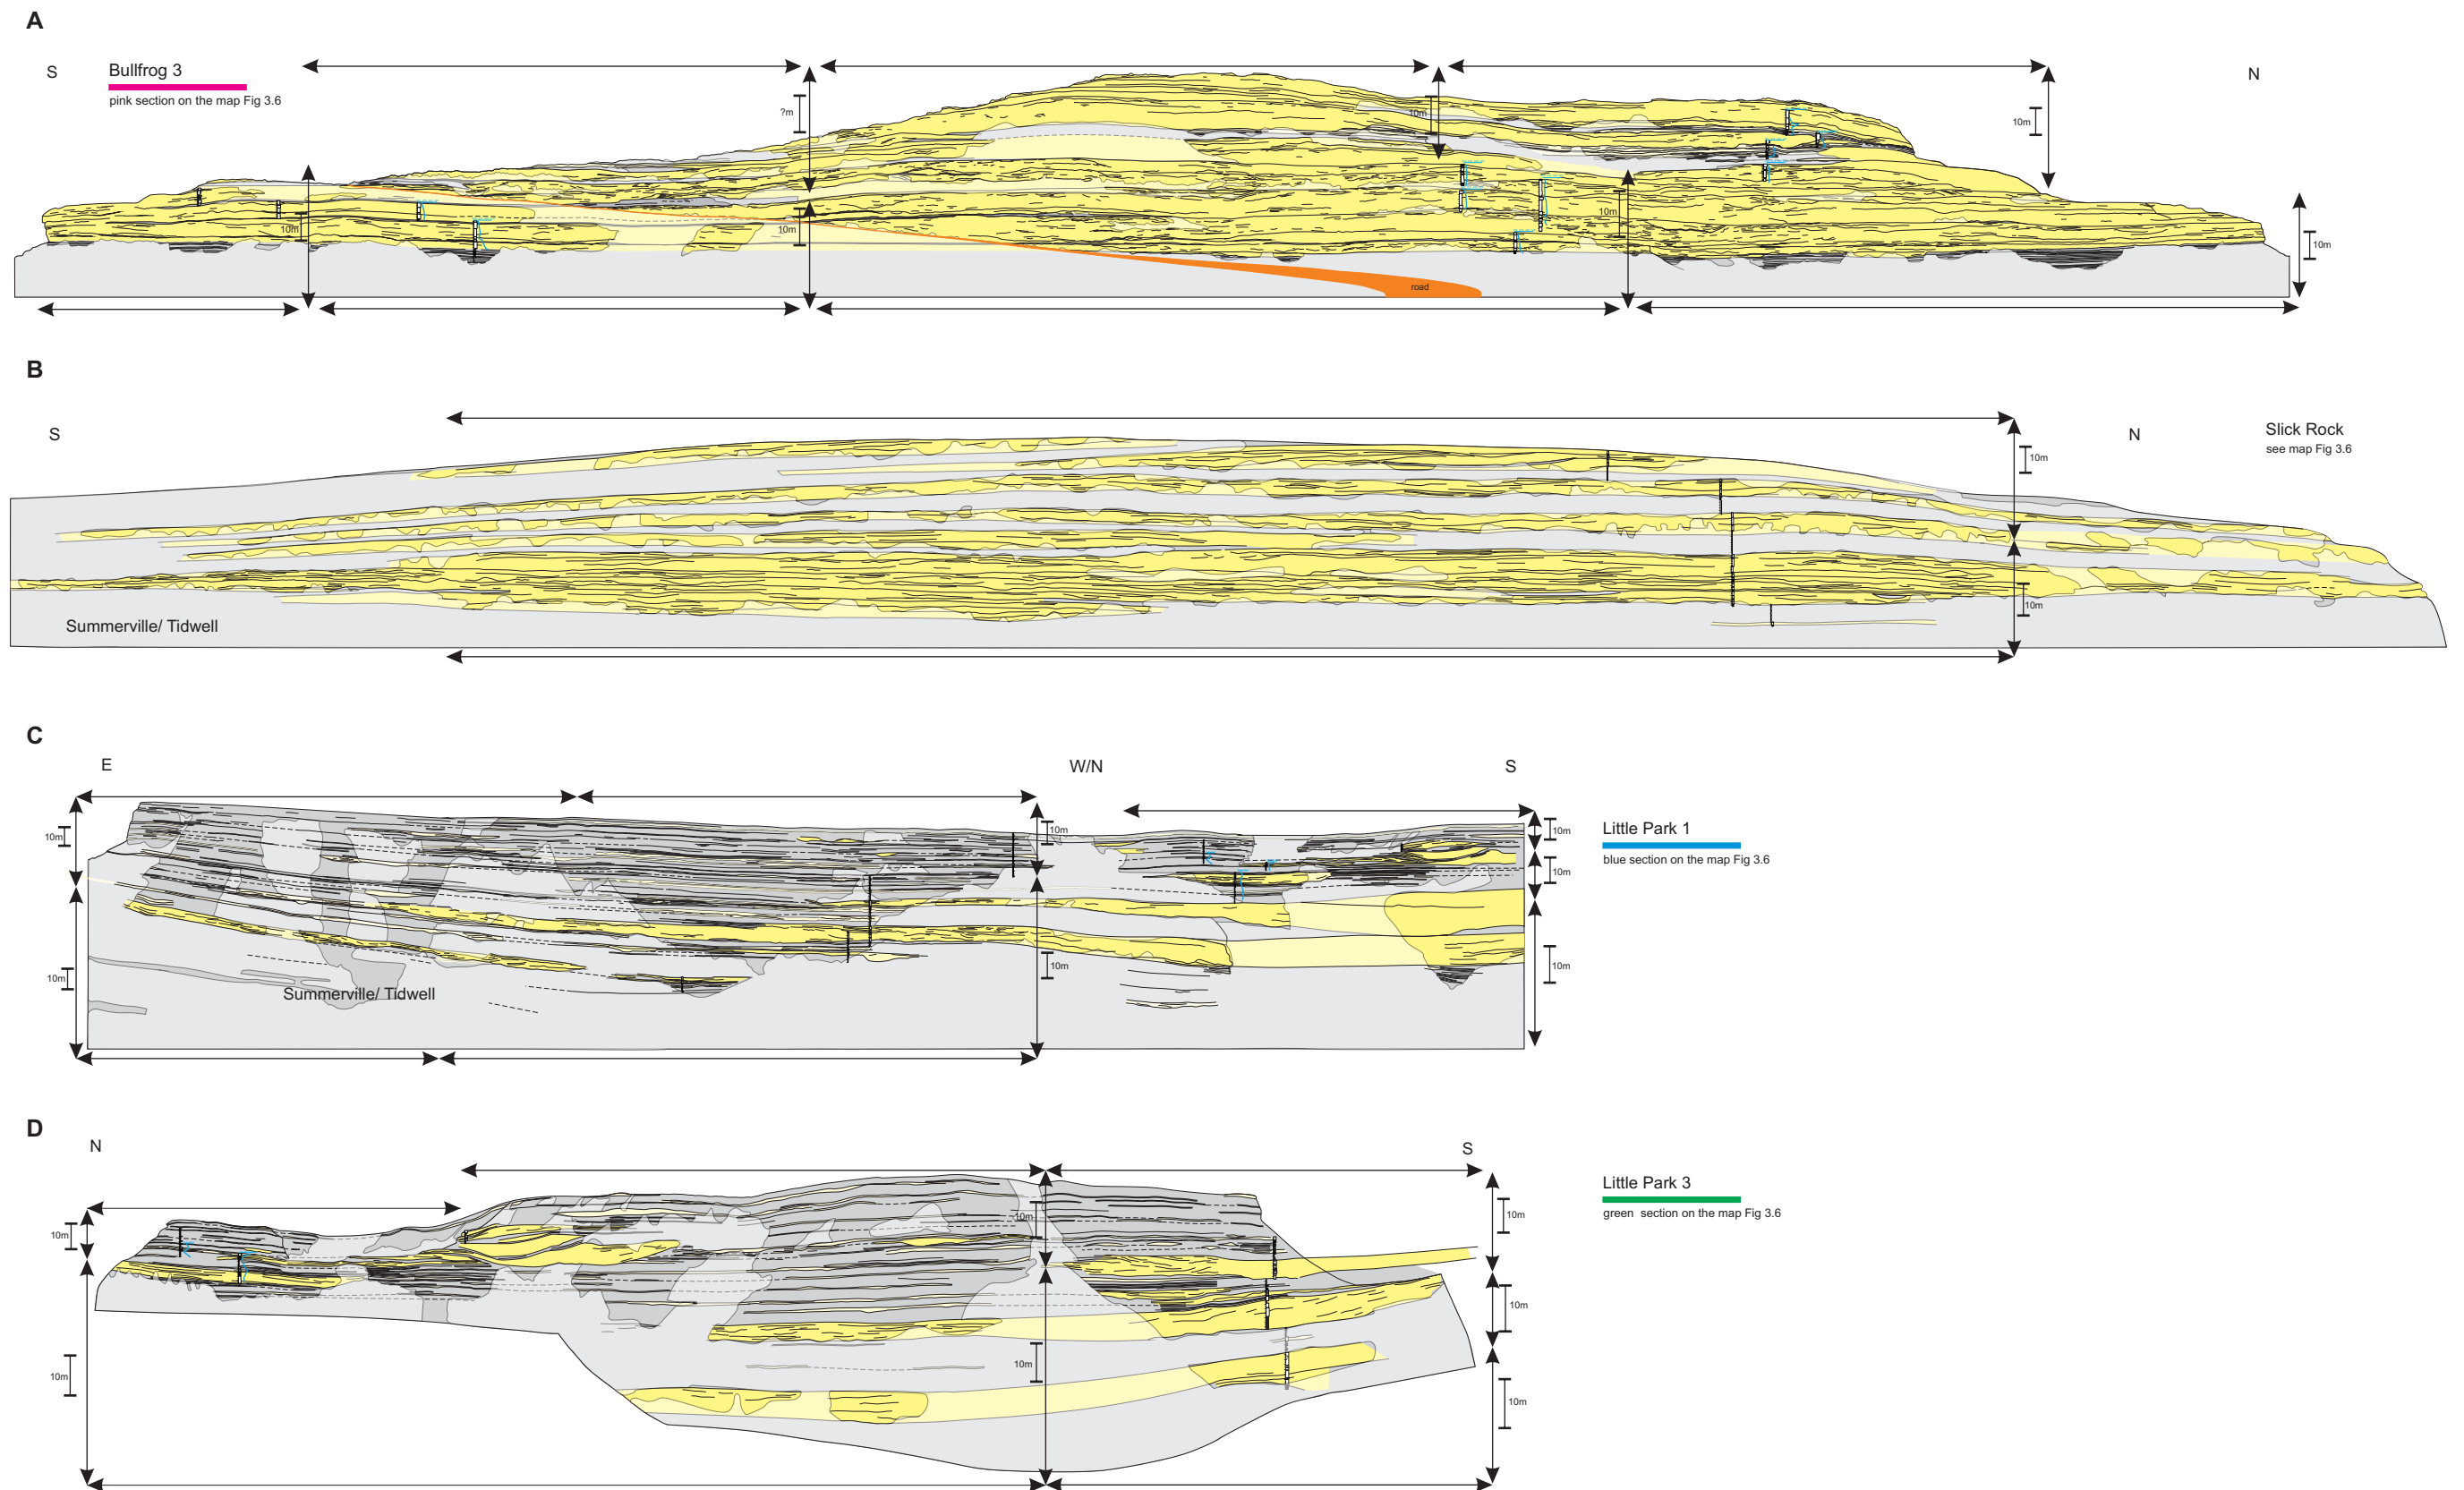 A
S
Bullfrog 3
N
pink section on the map Fig 3.6
?m
10m
10m
10m
10m
10m
10m
road
B
S
N
Slick Rock
see map Fig 3.6
10m
10m
Summerville/ Tidwell
C
E
W/N
S
10m
10m
10m
Little Park 1
blue section on the map Fig 3.6
10m
10m
10m
10m
Summerville/ Tidwell
D
N
S
Little Park 3
green section on the map Fig 3.6
10m
10m
10m
10m
10m
10m
10m